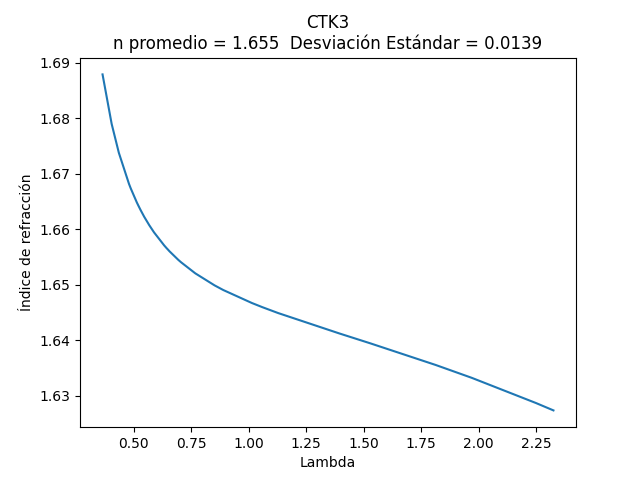 CTK3
n promedio = 1.655  Desviación Estándar = 0.0139
1.69
1.68
1.67
1.66
1.65
1.64
1.63
Índice de refracción
0.50 0.75 1.00 1.25 1.50 1.75 2.00 2.25
Lambda